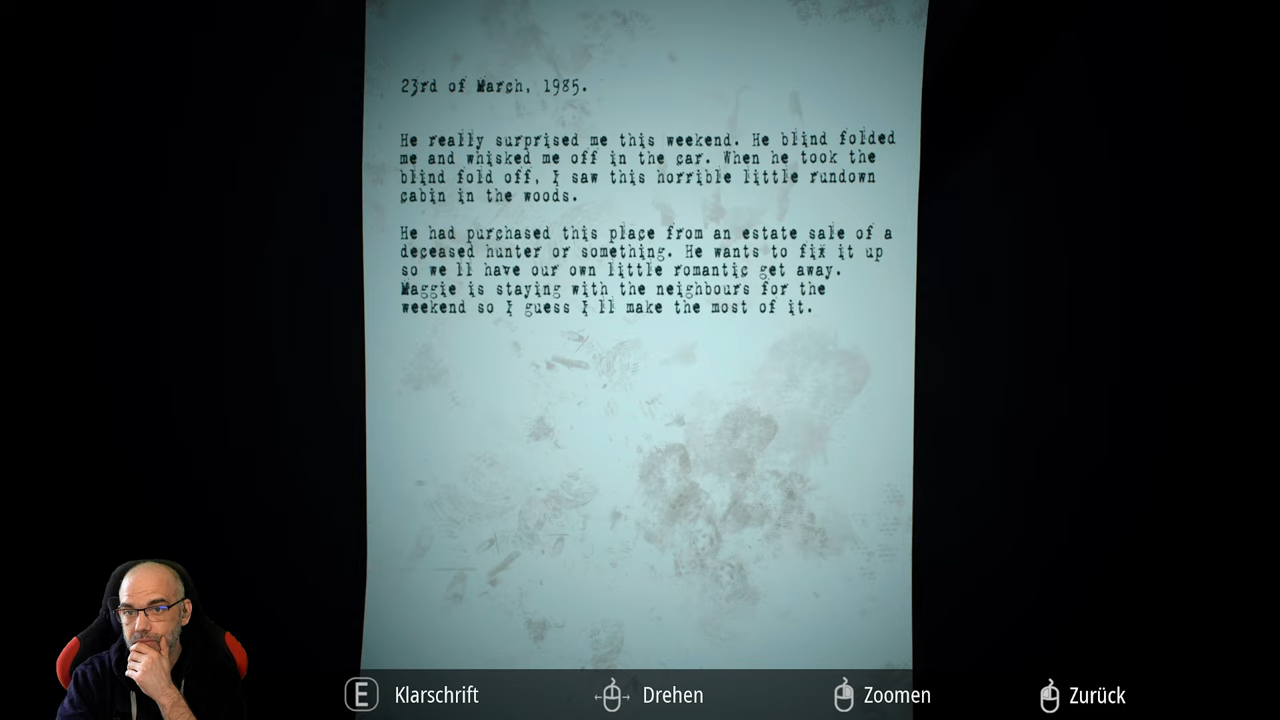 23rd of March, 1985.
He really surprised me this weekend. He blind folded
me and whisked me off in the car. When he took the
blind fold off, I saw this horrible little rundown
cabin in the woods.
He had purchased this place from an estate sale of a
deceased hunter or something. He wants to fix it up
so we ll have our own little romantic get away.
Maggie is staying with the neighbours for the
weekend so I guess I ll make the most of it.
E Klarschrift Drehen Zoomen Zurück